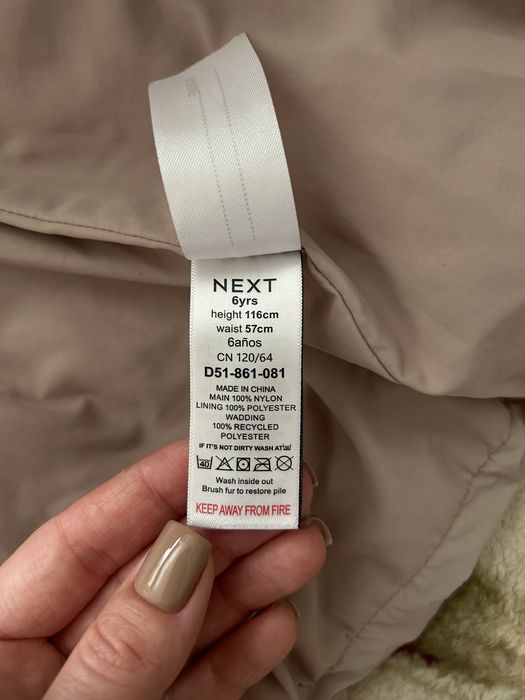 NEXT
6yrs
height 116cm
waist 57cm
6años
CN 120/64
D51-861-081
MADE IN CHINA
MAIN 100% NYLON
LINING 100% POLYESTER
WADDING
100% RECYCLED
POLYESTER
IF IT'S NOT DIRTY WASH AT
40
Wash inside out
Brush fur to restore pile
KEEP AWAY FROM FIRE